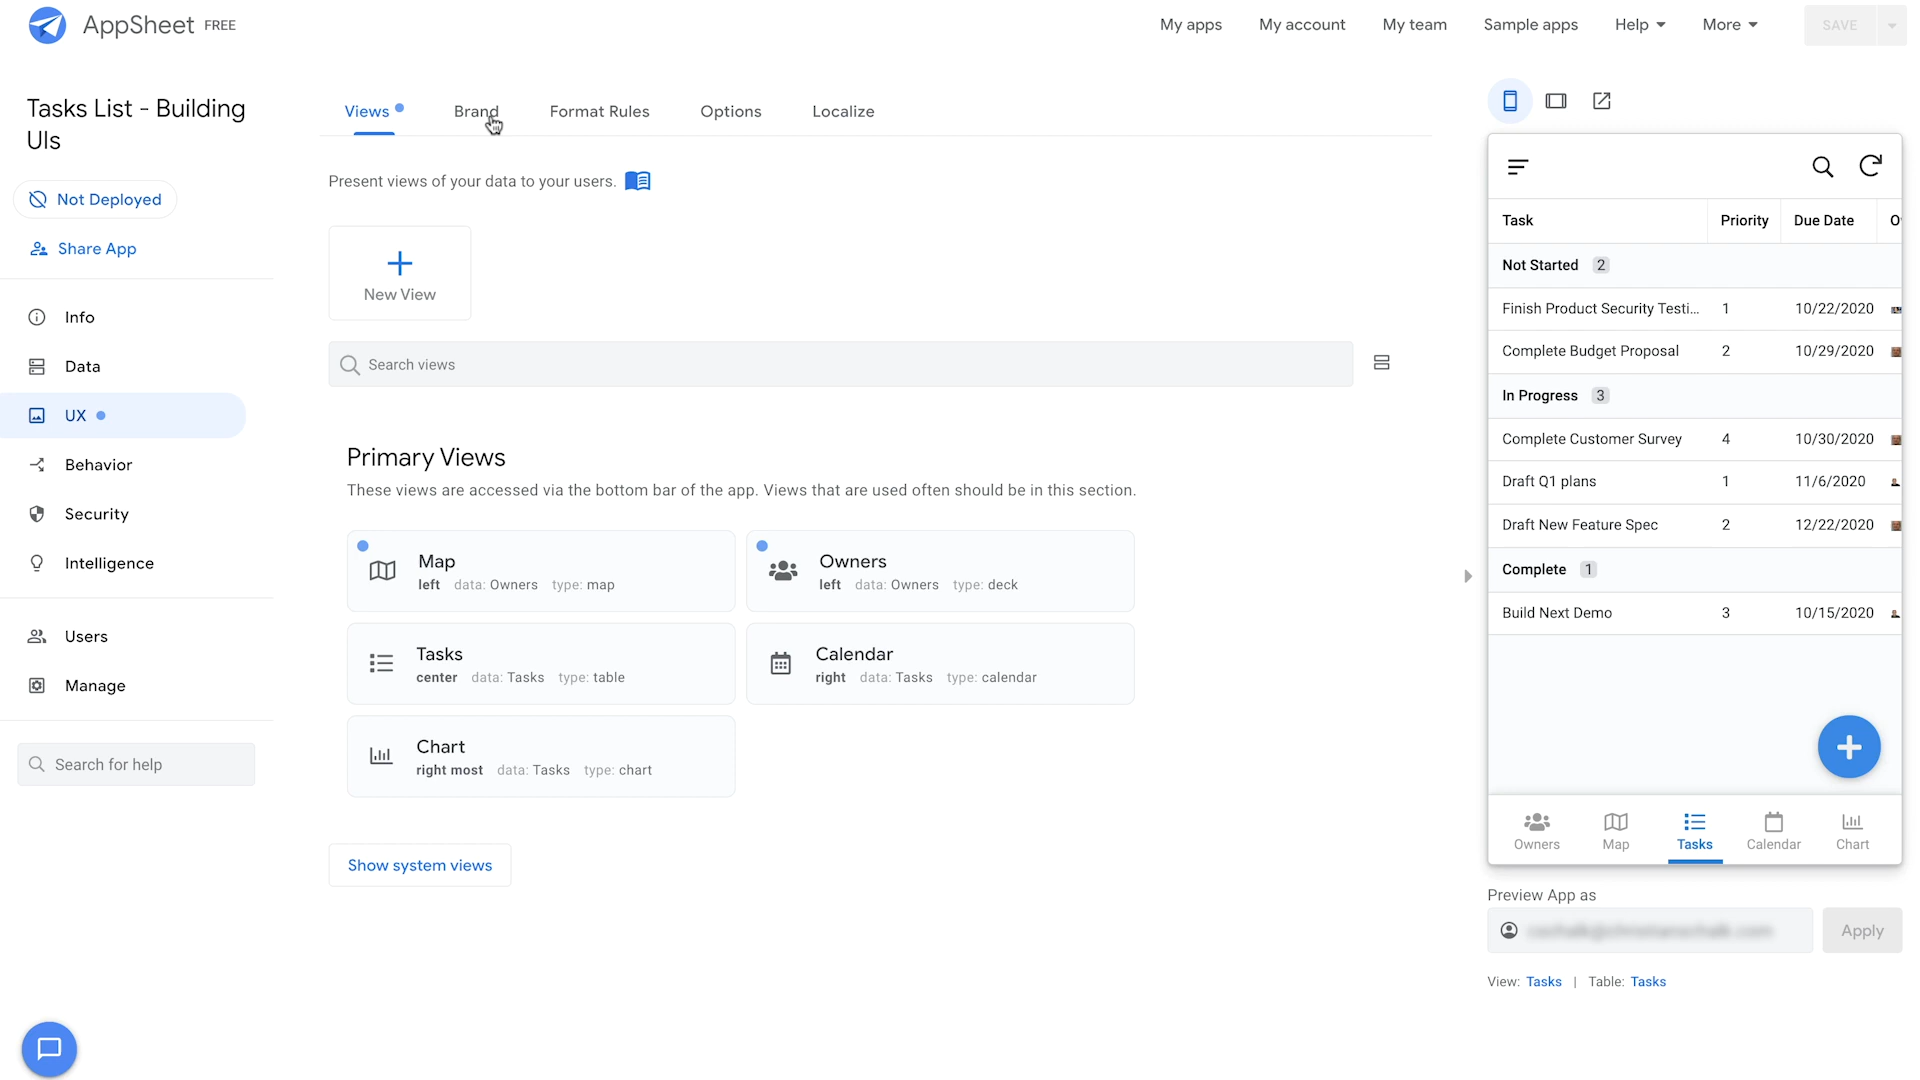 AppSheet FREE
My apps
My account
My team
Sample apps
Help
More
SAVE
Tasks List - Building
UIs
Not Deployed
Share App
Info
Data
UX
Behavior
Security
Intelligence
Users
Manage
Search for help
Views
Brand
Format Rules
Options
Localize
Present views of your data to your users.
New View
Search views
Primary Views
These views are accessed via the bottom bar of the app. Views that are used often should be in this section.
Map
left data: Owners type: map
Owners
left data: Owners type: deck
Tasks
center data: Tasks type: table
Calendar
right data: Tasks type: calendar
Chart
right most data: Tasks type: chart
Show system views
Task Priority Due Date
Not Started 2
Finish Product Security Testi... 1 10/22/2020
Complete Budget Proposal 2 10/29/2020
In Progress 3
Complete Customer Survey 4 10/30/2020
Draft Q1 plans 1 11/6/2020
Draft New Feature Spec 2 12/22/2020
Complete 1
Build Next Demo 3 10/15/2020
Owners
Map
Tasks
Calendar
Chart
Preview App as
Apply
View: Tasks | Table: Tasks